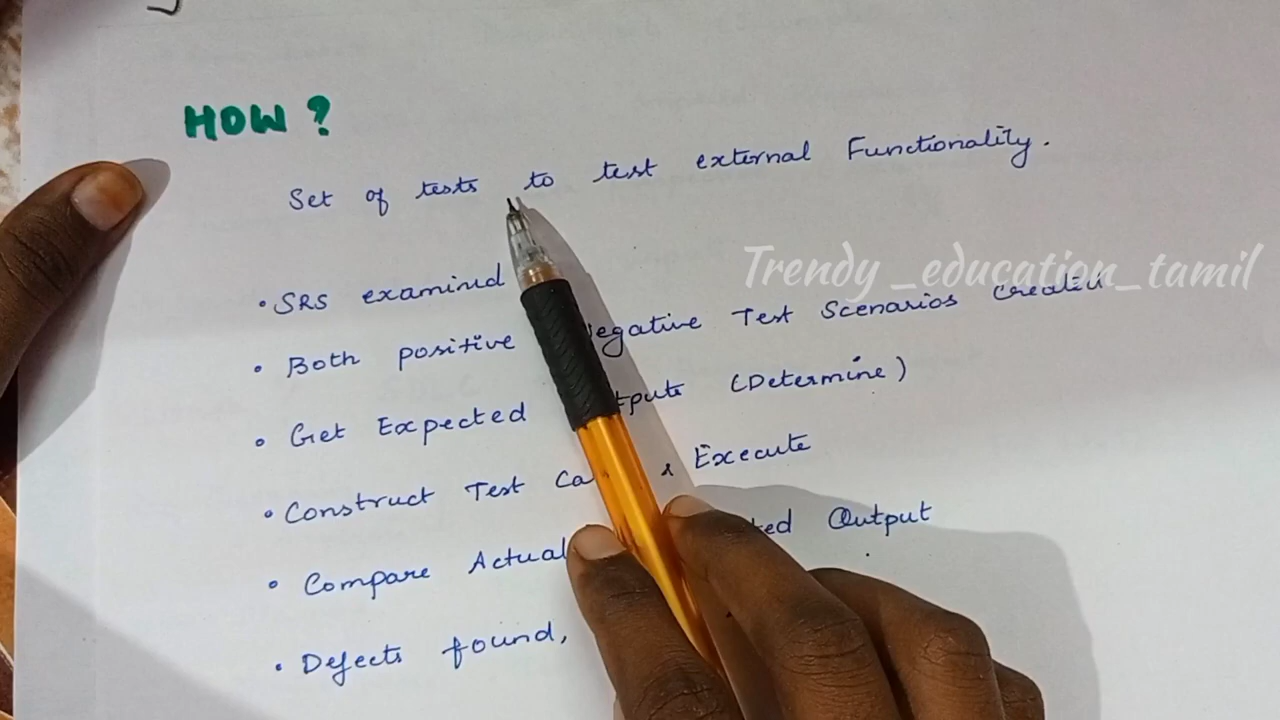 HOW ?
Set of tests to test external Functionality.
Trendy_education_tamil
• SRS examined
• Both positive Negative Test Scenarios created
• Get Expected (Determine)
• Construct Test & Execute
• Compare Actual Output
• Defects found,